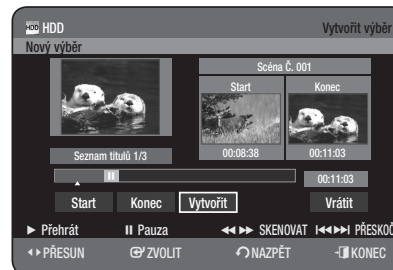 HDD HDD Vytvořit výběr
Nový výběr
Scéna Č. 001
Start Konec
Seznam titulů 1/3 00:08:38 00:11:03
00:11:03
Start Konec Vytvořit Vrátit
Přehrát Pauza SKENOVAT PŘESKOČ
PŘESUN ZVOLIT NAZPĚT KONEC